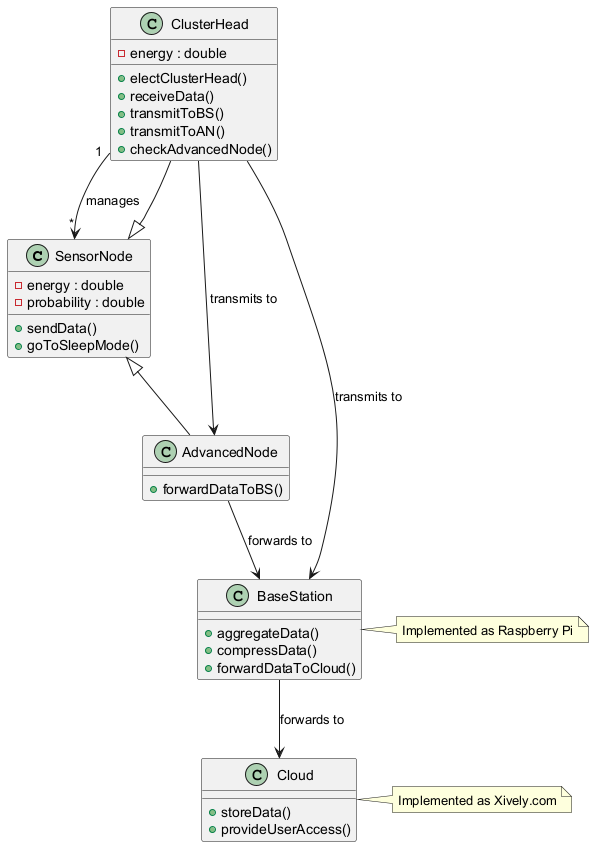 C ClusterHead
energy : double
electClusterHead()
receiveData()
transmitToBS()
transmitToAN()
checkAdvancedNode()
1
manages
*
C SensorNode
energy : double
probability : double
sendData()
goToSleepMode()
transmits to
transmits to
C AdvancedNode
forwardDataToBS()
forwards to
C BaseStation
aggregateData()
compressData()
forwardDataToCloud()
Implemented as Raspberry Pi
forwards to
C Cloud
storeData()
provideUserAccess()
Implemented as Xively.com